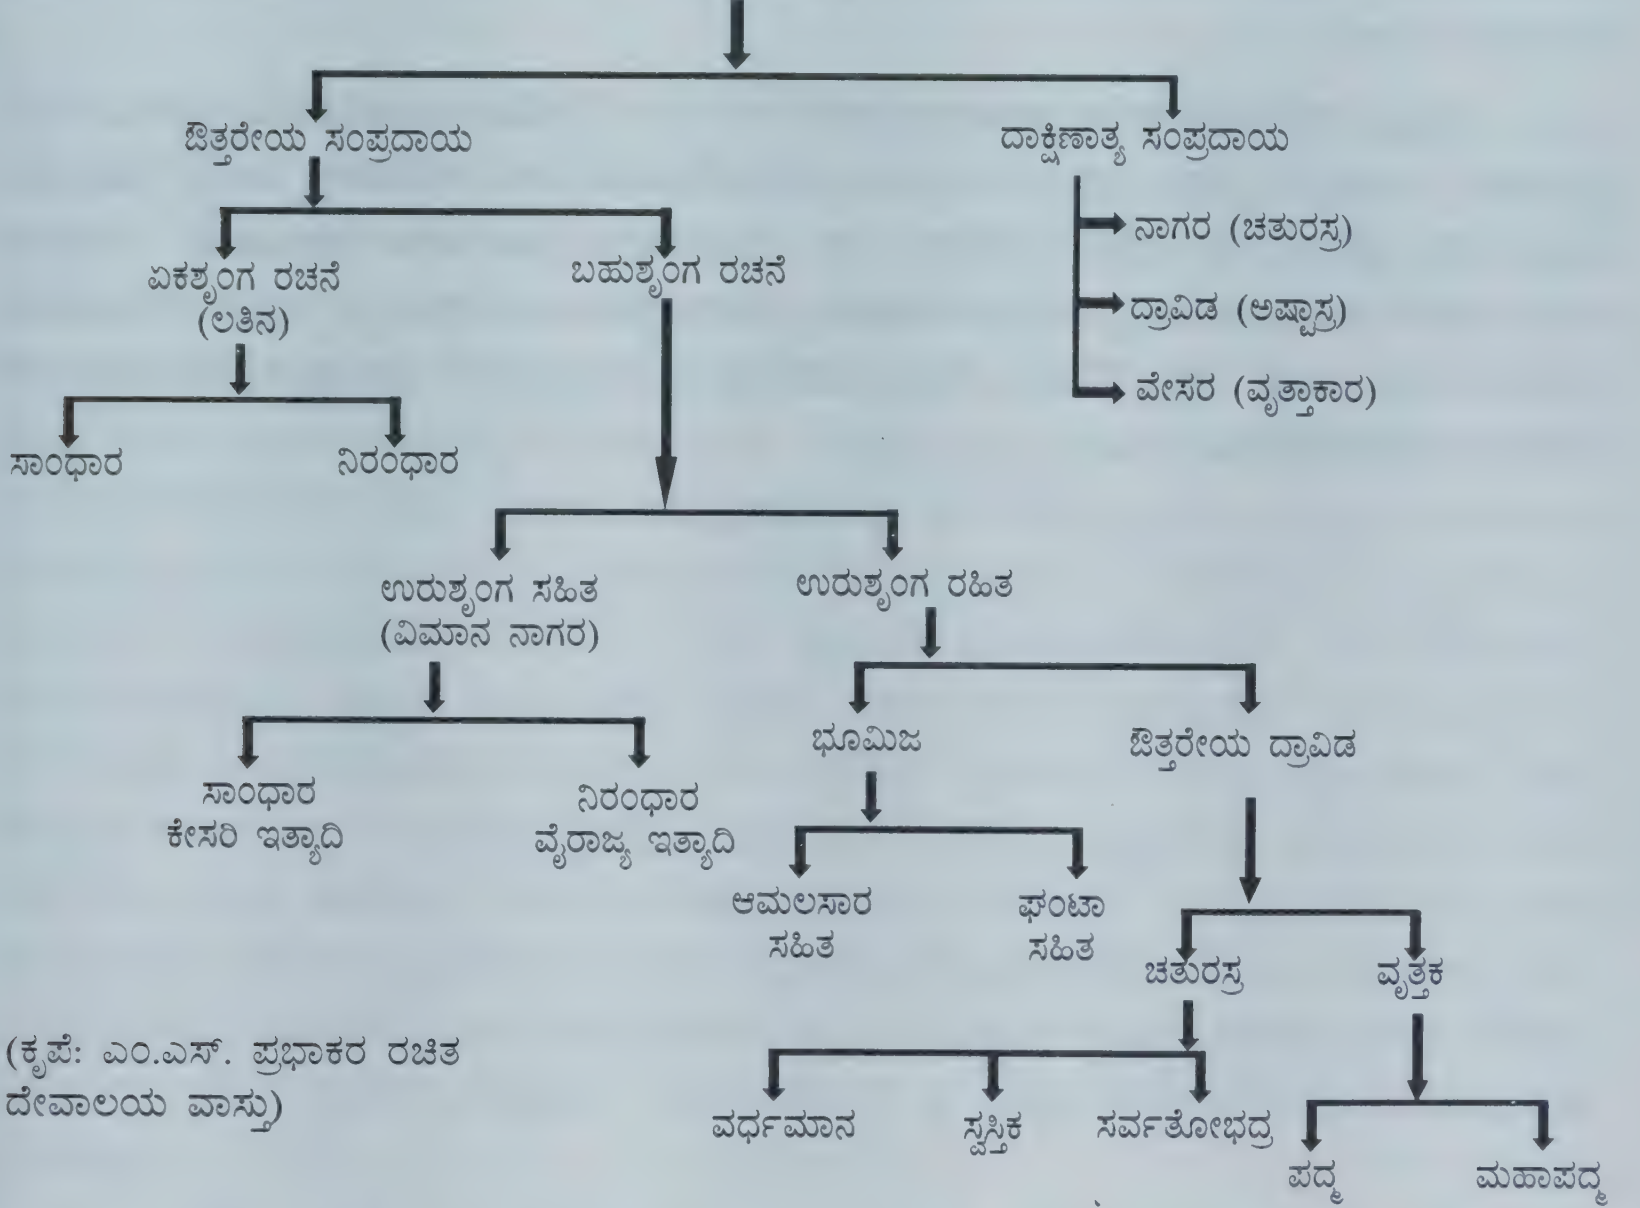 ಔತ್ತರೇಯ ಸಂಪ್ರದಾಯ
ದಾಕ್ಷಿಣಾತ್ಯ ಸಂಪ್ರದಾಯ
ನಾಗರ (ಚತುರಸ್ರ)
ದ್ರಾವಿಡ (ಅಷ್ಟಾಸ್ರ)
ವೇಸರ (ವೃತ್ತಾಕಾರ)
ಏಕಶೃಂಗ ರಚನೆ
(ಲತಿನ)
ಬಹುಶೃಂಗ ರಚನೆ
ಸಾಂಧಾರ
ನಿರಂಧಾರ
ಉರುಶೃಂಗ ಸಹಿತ
(ವಿಮಾನ ನಾಗರ)
ಉರುಶೃಂಗ ರಹಿತ
ಸಾಂಧಾರ
ಕೇಸರಿ ಇತ್ಯಾದಿ
ನಿರಂಧಾರ
ವೈರಾಜ್ಯ ಇತ್ಯಾದಿ
ಭೂಮಿಜ
ಔತ್ತರೇಯ ದ್ರಾವಿಡ
ಆಮಲಸಾರ
ಸಹಿತ
ಘಂಟಾ
ಸಹಿತ
ಚತುರಸ್ರ
ವೃತ್ತಕ
ವರ್ಧಮಾನ
ಸ್ವಸ್ತಿಕ
ಸರ್ವತೋಭದ್ರ
ಪದ್ಮ
ಮಹಾಪದ್ಮ
(ಕೃಪೆ: ಎಂ.ಎಸ್. ಪ್ರಭಾಕರ ರಚಿತ
ದೇವಾಲಯ ವಾಸ್ತು)